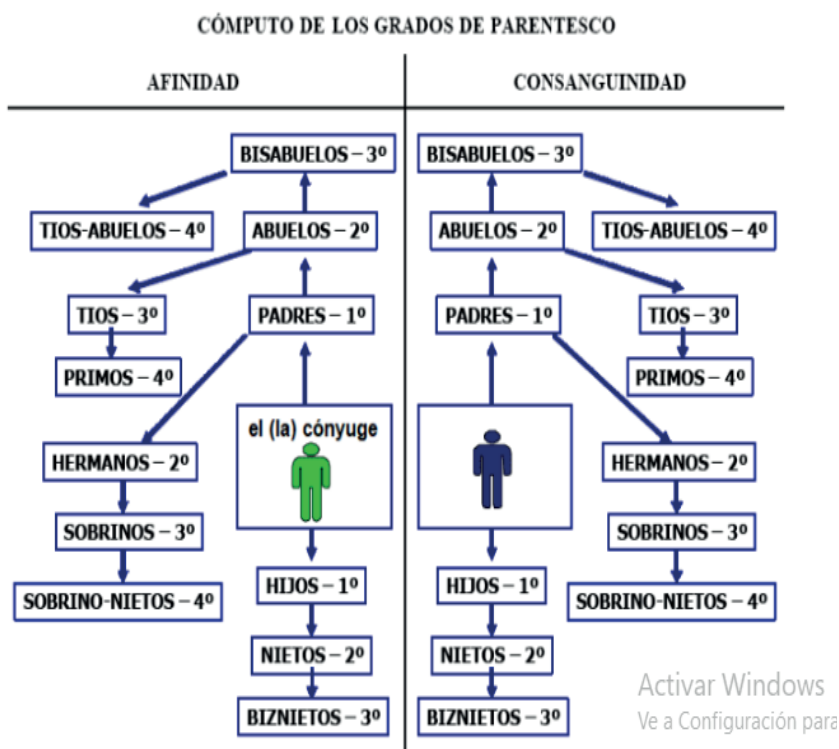 CÓMPUTO DE LOS GRADOS DE PARENTESCO
AFINIDAD
BISABUELOS – 3º
TIOS-ABUELOS – 4º
ABUELOS – 2º
TIOS – 3º
PADRES – 1º
PRIMOS – 4º
el (la) cónyuge
HERMANOS – 2º
SOBRINOS – 3º
HIJOS – 1º
SOBRINO-NIETOS – 4º
NIETOS – 2º
BIZNIETOS – 3º
CONSANGUINIDAD
BISABUELOS – 3º
ABUELOS – 2º
TIOS-ABUELOS – 4º
PADRES – 1º
TIOS – 3º
PRIMOS – 4º
HERMANOS – 2º
SOBRINOS – 3º
HIJOS – 1º
SOBRINO-NIETOS – 4º
NIETOS – 2º
BIZNIETOS – 3º
Activar Windows
Ve a Configuración para